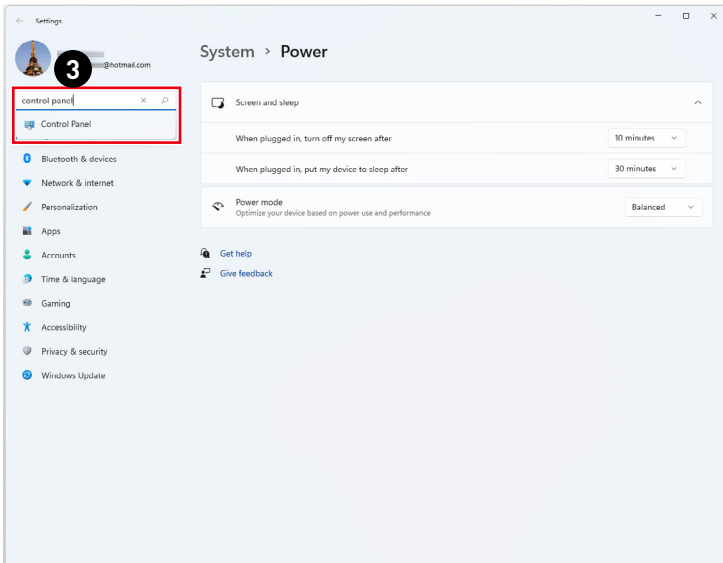 Settings
3
@hotmail.com
System > Power
control panel
Control Panel
Bluetooth & devices
Network & internet
Personalization
Apps
Accounts
Time & language
Gaming
Accessibility
Privacy & security
Windows Update
Screen and sleep
When plugged in, turn off my screen after 10 minutes
When plugged in, put my device to sleep after 30 minutes
Power mode
Optimize your device based on power use and performance
Balanced
Get help
Give feedback